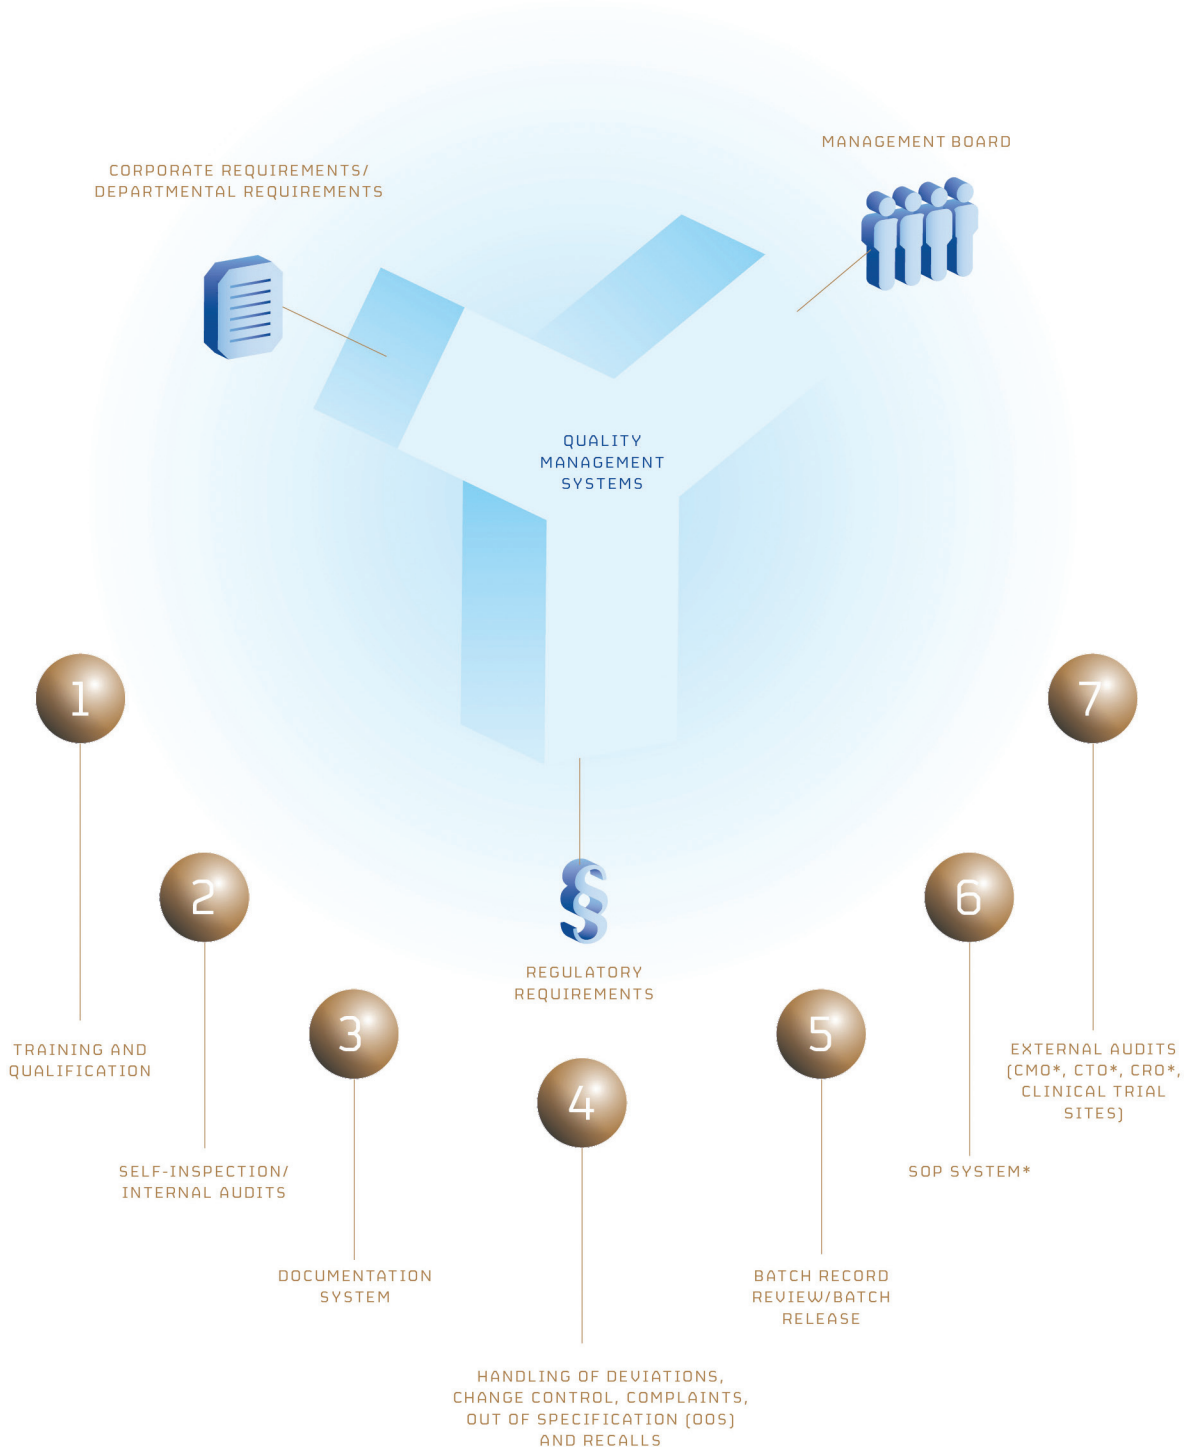 MANAGEMENT BOARD
CORPORATE REQUIREMENTS/
DEPARTMENTAL REQUIREMENTS
QUALITY
MANAGEMENT
SYSTEMS
REGULATORY
REQUIREMENTS
1
TRAINING AND
QUALIFICATION
2
SELF-INSPECTION/
INTERNAL AUDITS
3
DOCUMENTATION
SYSTEM
4
HANDLING OF DEVIATIONS,
CHANGE CONTROL, COMPLAINTS,
OUT OF SPECIFICATION (OOS)
AND RECALLS
5
BATCH RECORD
REVIEW/BATCH
RELEASE
6
SOP SYSTEM*
7
EXTERNAL AUDITS
(CMO*, CTO*, CRO*,
CLINICAL TRIAL
SITES)
§